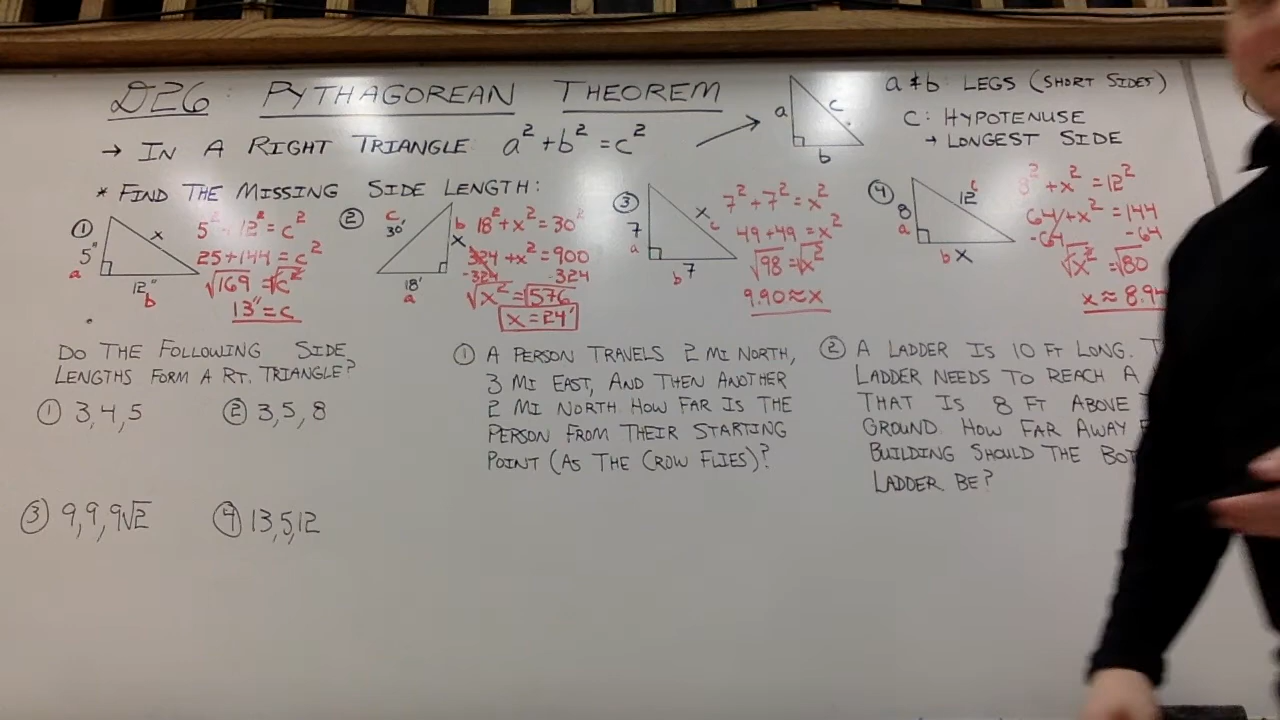 D26: PYTHAGOREAN THEOREM
→ IN A RIGHT TRIANGLE: a² + b² = c²
a
c
b
a & b: LEGS (SHORT SIDES)
C: HYPOTENUSE
→ LONGEST SIDE
* FIND THE MISSING SIDE LENGTH:
①
5"
a
x
12"
b
5² + 12² = c²
25 + 144 = c²
√169 = √c²
13" = c
②
c
30'
b
x
18'
a
18² + x² = 30²
324 + x² = 900
-324 -324
√x² = √576
x = 24'
③
7
a
x
c
b
7
7² + 7² = x²
49 + 49 = x²
√98 = √x²
9.90 ≈ x
④
8
a
c
12
b
x
8² + x² = 12²
64 + x² = 144
-64 -64
√x² = √80
x ≈ 8.94
DO THE FOLLOWING SIDE
LENGTHS FORM A RT. TRIANGLE?
① 3, 4, 5
② 3, 5, 8
③ 9, 9, 9√2
④ 13, 5, 12
① A PERSON TRAVELS 2 MI NORTH,
3 MI EAST, AND THEN ANOTHER
2 MI NORTH. HOW FAR IS THE
PERSON FROM THEIR STARTING
POINT (AS THE CROW FLIES)?
② A LADDER IS 10 FT LONG. T
LADDER NEEDS TO REACH A
THAT IS 8 FT ABOVE
GROUND. HOW FAR AWAY
BUILDING SHOULD THE BOT
LADDER BE?